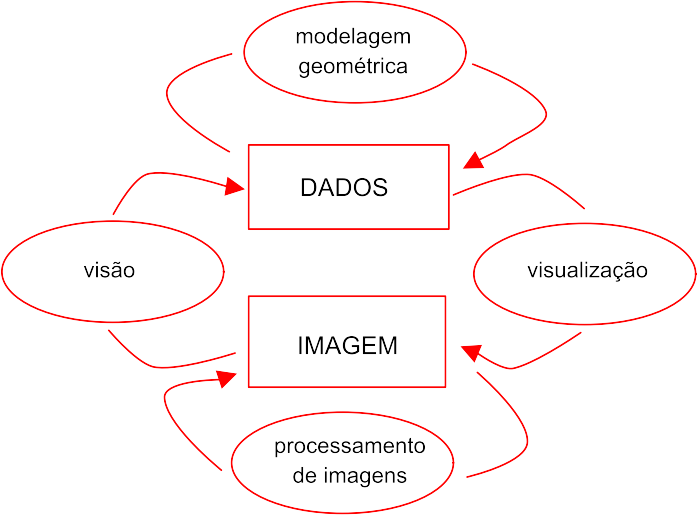 modelagem
geométrica
DADOS
visão
visualização
IMAGEM
processamento
de imagens